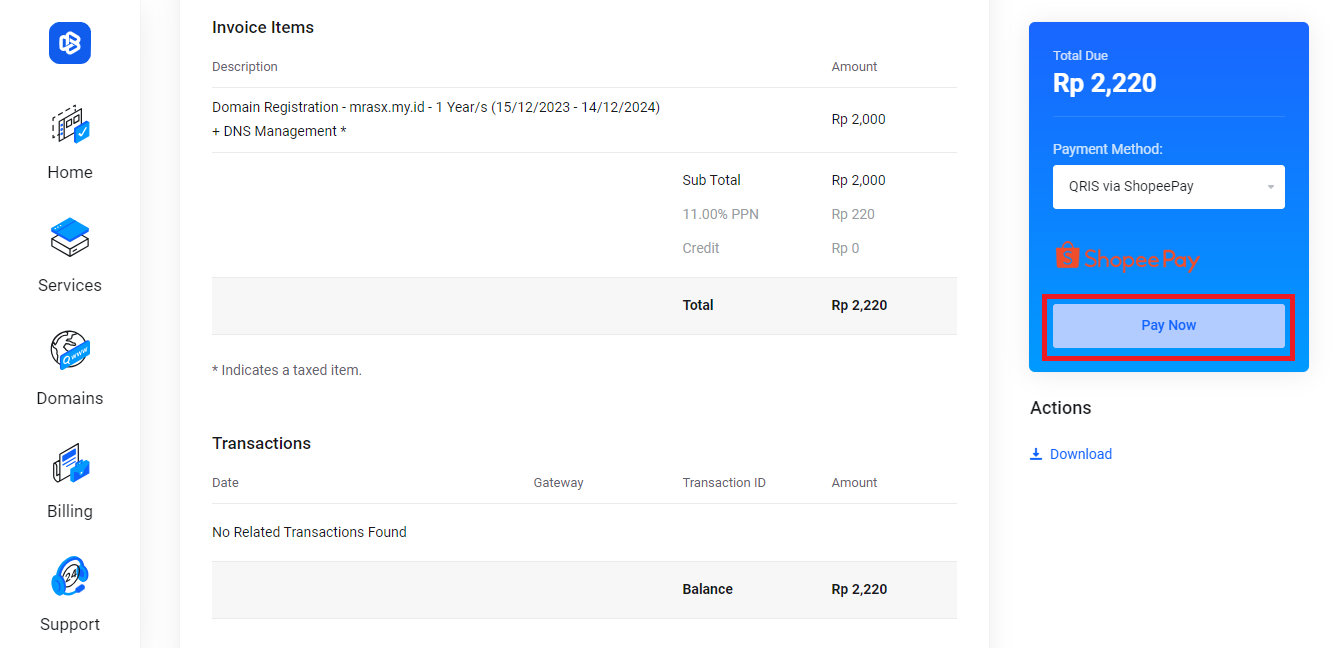 Home
Services
Domains
Billing
24
Support
Invoice Items
Description Amount
Domain Registration - mrasx.my.id - 1 Year/s (15/12/2023 - 14/12/2024)
+ DNS Management *
Rp 2,000
Sub Total Rp 2,000
11.00% PPN Rp 220
Credit Rp 0
Total Rp 2,220
* Indicates a taxed item.
Transactions
Date Gateway Transaction ID Amount
No Related Transactions Found
Balance Rp 2,220
Total Due
Rp 2,220
Payment Method:
QRIS via ShopeePay
S ShopeePay
Pay Now
Actions
Download